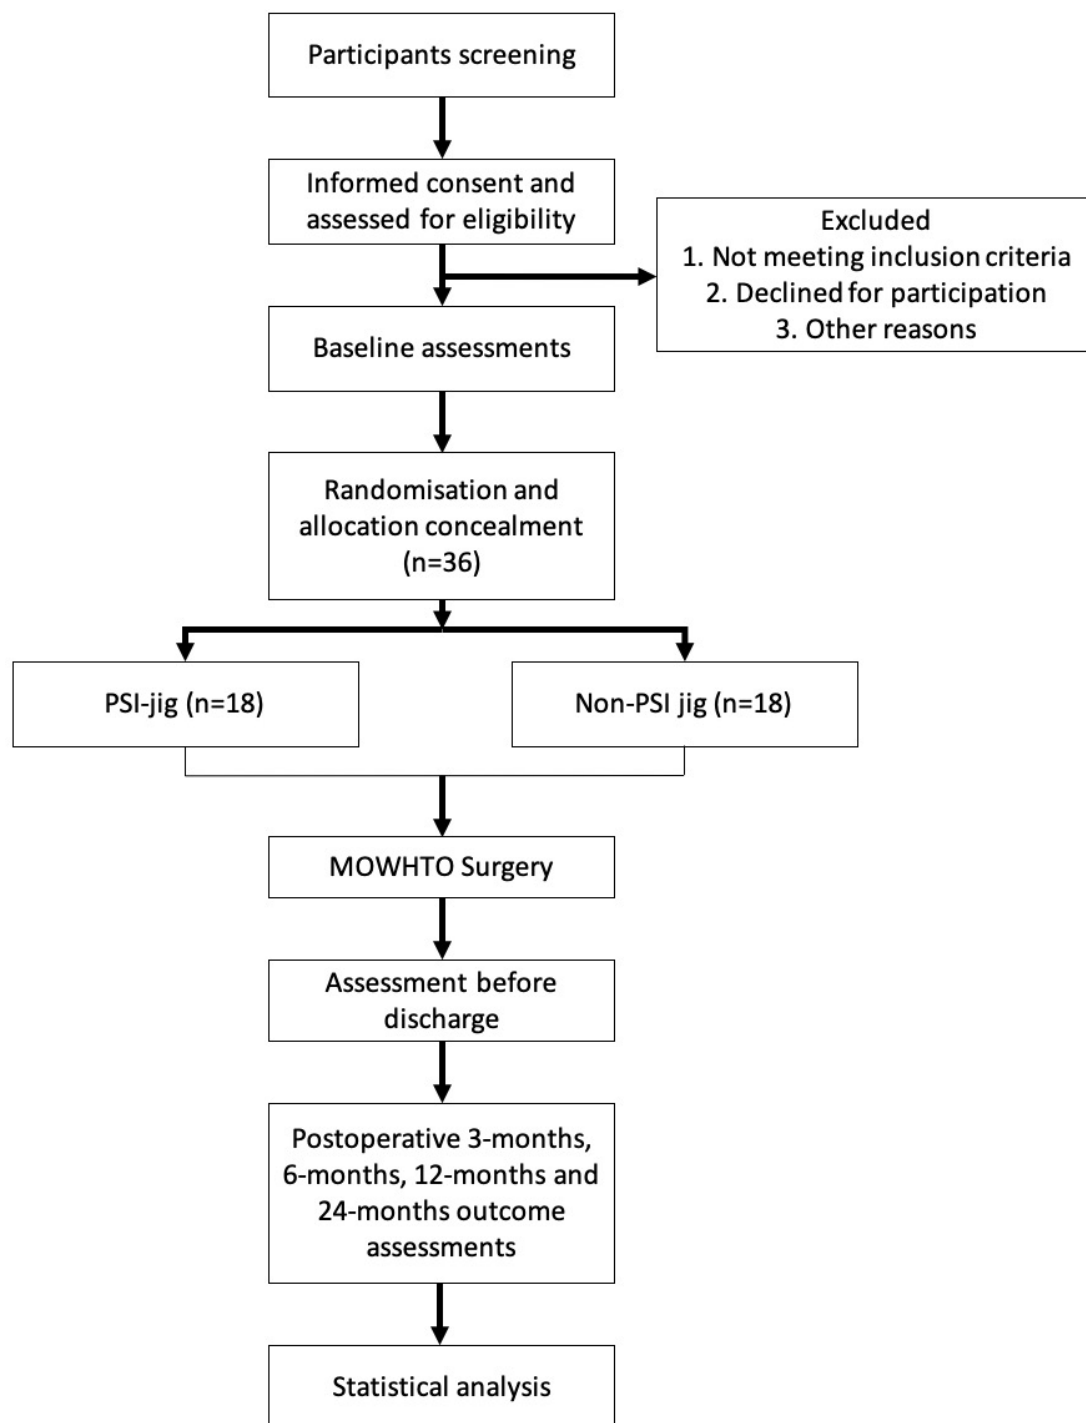 Participants screening
Informed consent and
assessed for eligibility
Excluded
1. Not meeting inclusion criteria
2. Declined for participation
3. Other reasons
Baseline assessments
Randomisation and
allocation concealment
(n=36)
PSI-jig (n=18)
Non-PSI jig (n=18)
MOWHTO Surgery
Assessment before
discharge
Postoperative 3-months,
6-months, 12-months and
24-months outcome
assessments
Statistical analysis